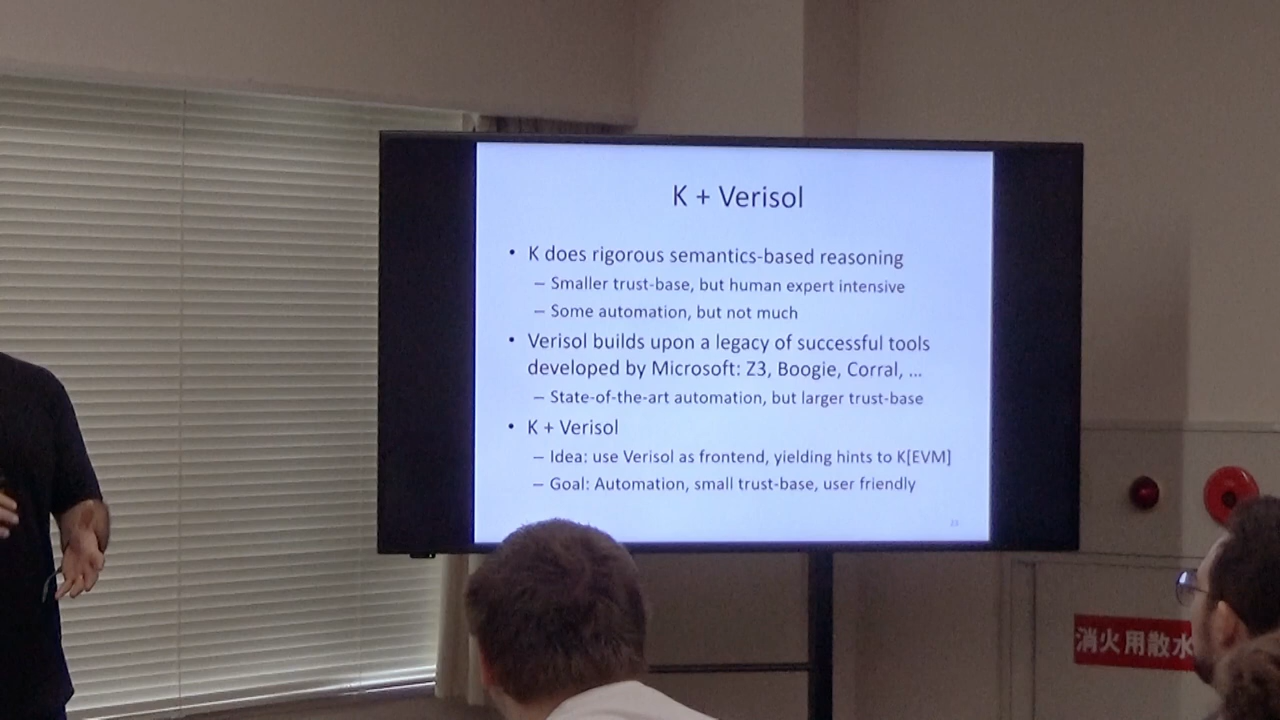 K + Verisol
• K does rigorous semantics-based reasoning
– Smaller trust-base, but human expert intensive
– Some automation, but not much
• Verisol builds upon a legacy of successful tools
developed by Microsoft: Z3, Boogie, Corral, ...
– State-of-the-art automation, but larger trust-base
• K + Verisol
– Idea: use Verisol as frontend, yielding hints to K[EVM]
– Goal: Automation, small trust-base, user friendly
消火用散水